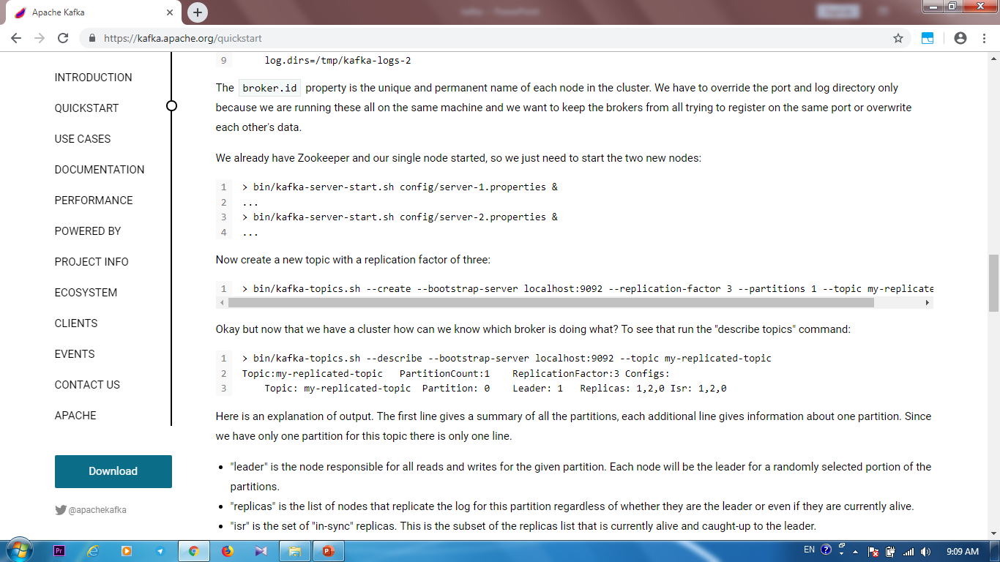 Apache Kafka
https://kafka.apache.org/quickstart
INTRODUCTION
QUICKSTART
USE CASES
DOCUMENTATION
PERFORMANCE
POWERED BY
PROJECT INFO
ECOSYSTEM
CLIENTS
EVENTS
CONTACT US
APACHE
Download
@apachekafka
9 log.dirs=/tmp/kafka-logs-2
The broker.id property is the unique and permanent name of each node in the cluster. We have to override the port and log directory only
because we are running these all on the same machine and we want to keep the brokers from all trying to register on the same port or overwrite
each other's data.
We already have Zookeeper and our single node started, so we just need to start the two new nodes:
1 > bin/kafka-server-start.sh config/server-1.properties &
2 ...
3 > bin/kafka-server-start.sh config/server-2.properties &
4 ...
Now create a new topic with a replication factor of three:
1 > bin/kafka-topics.sh --create --bootstrap-server localhost:9092 --replication-factor 3 --partitions 1 --topic my-replicate
Okay but now that we have a cluster how can we know which broker is doing what? To see that run the "describe topics" command:
1 > bin/kafka-topics.sh --describe --bootstrap-server localhost:9092 --topic my-replicated-topic
2 Topic:my-replicated-topic PartitionCount:1 ReplicationFactor:3 Configs:
3 Topic: my-replicated-topic Partition: 0 Leader: 1 Replicas: 1,2,0 Isr: 1,2,0
Here is an explanation of output. The first line gives a summary of all the partitions, each additional line gives information about one partition. Since
we have only one partition for this topic there is only one line.
• "leader" is the node responsible for all reads and writes for the given partition. Each node will be the leader for a randomly selected portion of the
partitions.
• "replicas" is the list of nodes that replicate the log for this partition regardless of whether they are the leader or even if they are currently alive.
• "isr" is the set of "in-sync" replicas. This is the subset of the replicas list that is currently alive and caught-up to the leader.
Pr
P
EN
9:09 AM